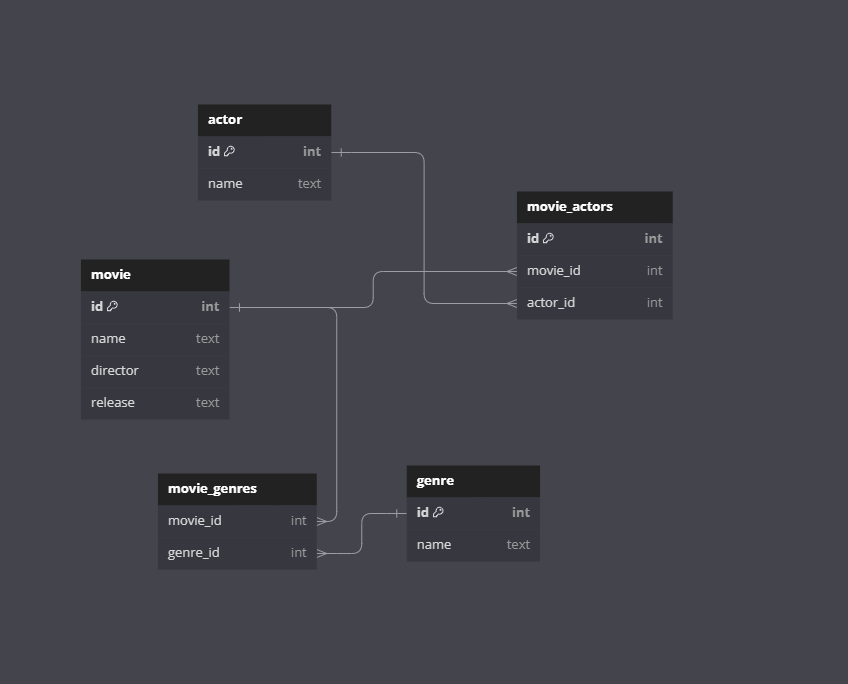 actor
id int
name text
movie_actors
id int
movie_id int
actor_id int
movie
id int
name text
director text
release text
movie_genres
movie_id int
genre_id int
genre
id int
name text